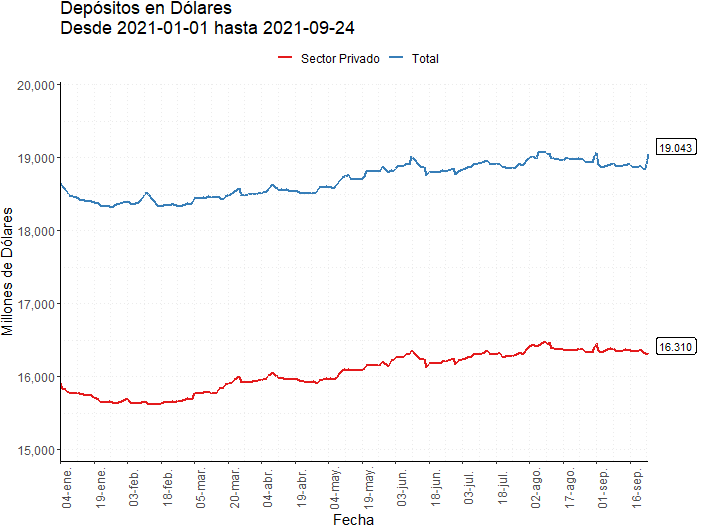 Depósitos en Dólares
Desde 2021-01-01 hasta 2021-09-24
Sector Privado Total
Millones de Dólares
20,000
19,000
18,000
17,000
16,000
15,000
19.043
16.310
04-ene. 19-ene. 03-feb. 18-feb. 05-mar. 20-mar. 04-abr. 19-abr. 04-may. 19-may. 03-jun. 18-jun. 03-jul. 18-jul. 02-ago. 17-ago. 01-sep. 16-sep.
Fecha